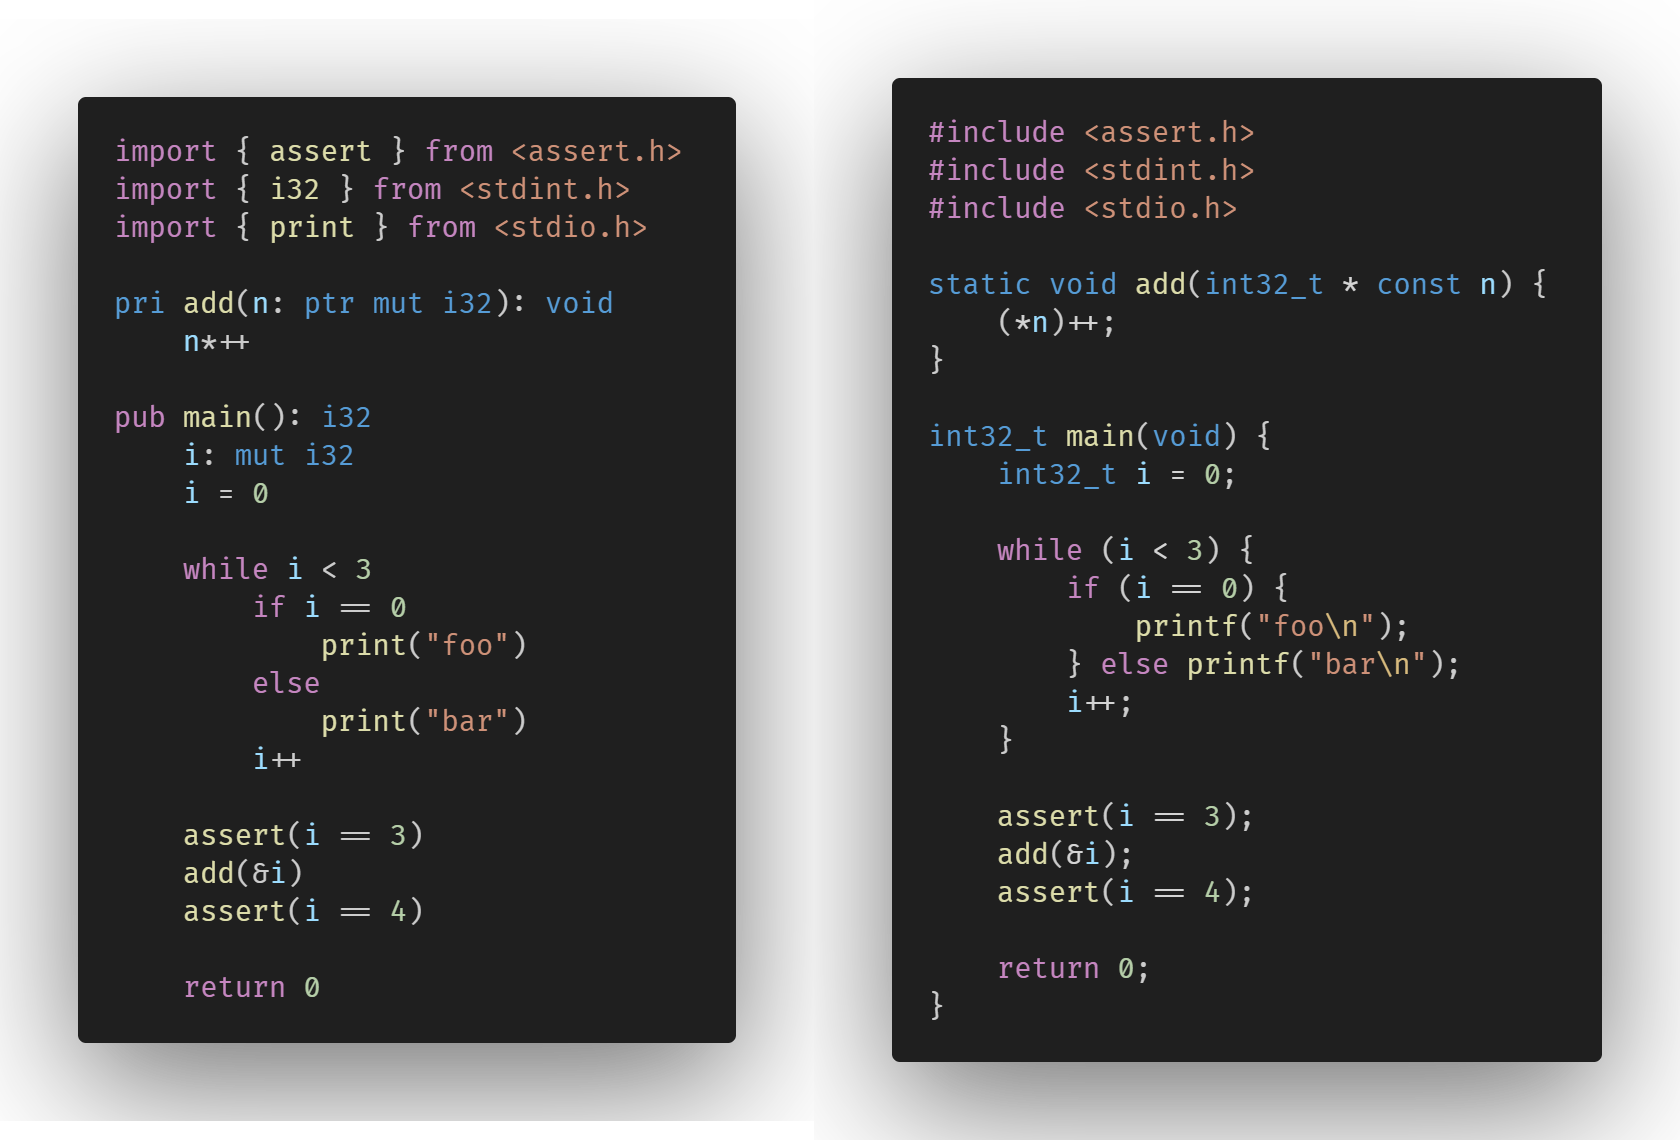 import { assert } from <assert.h>
import { i32 } from <stdint.h>
import { print } from <stdio.h>
pri add(n: ptr mut i32): void
n*++
pub main(): i32
i: mut i32
i = 0
while i < 3
if i == 0
print("foo")
else
print("bar")
i++
assert(i == 3)
add(&i)
assert(i == 4)
return 0
#include <assert.h>
#include <stdint.h>
#include <stdio.h>
static void add(int32_t * const n) {
(*n)++;
}
int32_t main(void) {
int32_t i = 0;
while (i < 3) {
if (i == 0) {
printf("foo\n");
} else printf("bar\n");
i++;
}
assert(i == 3);
add(&i);
assert(i == 4);
return 0;
}